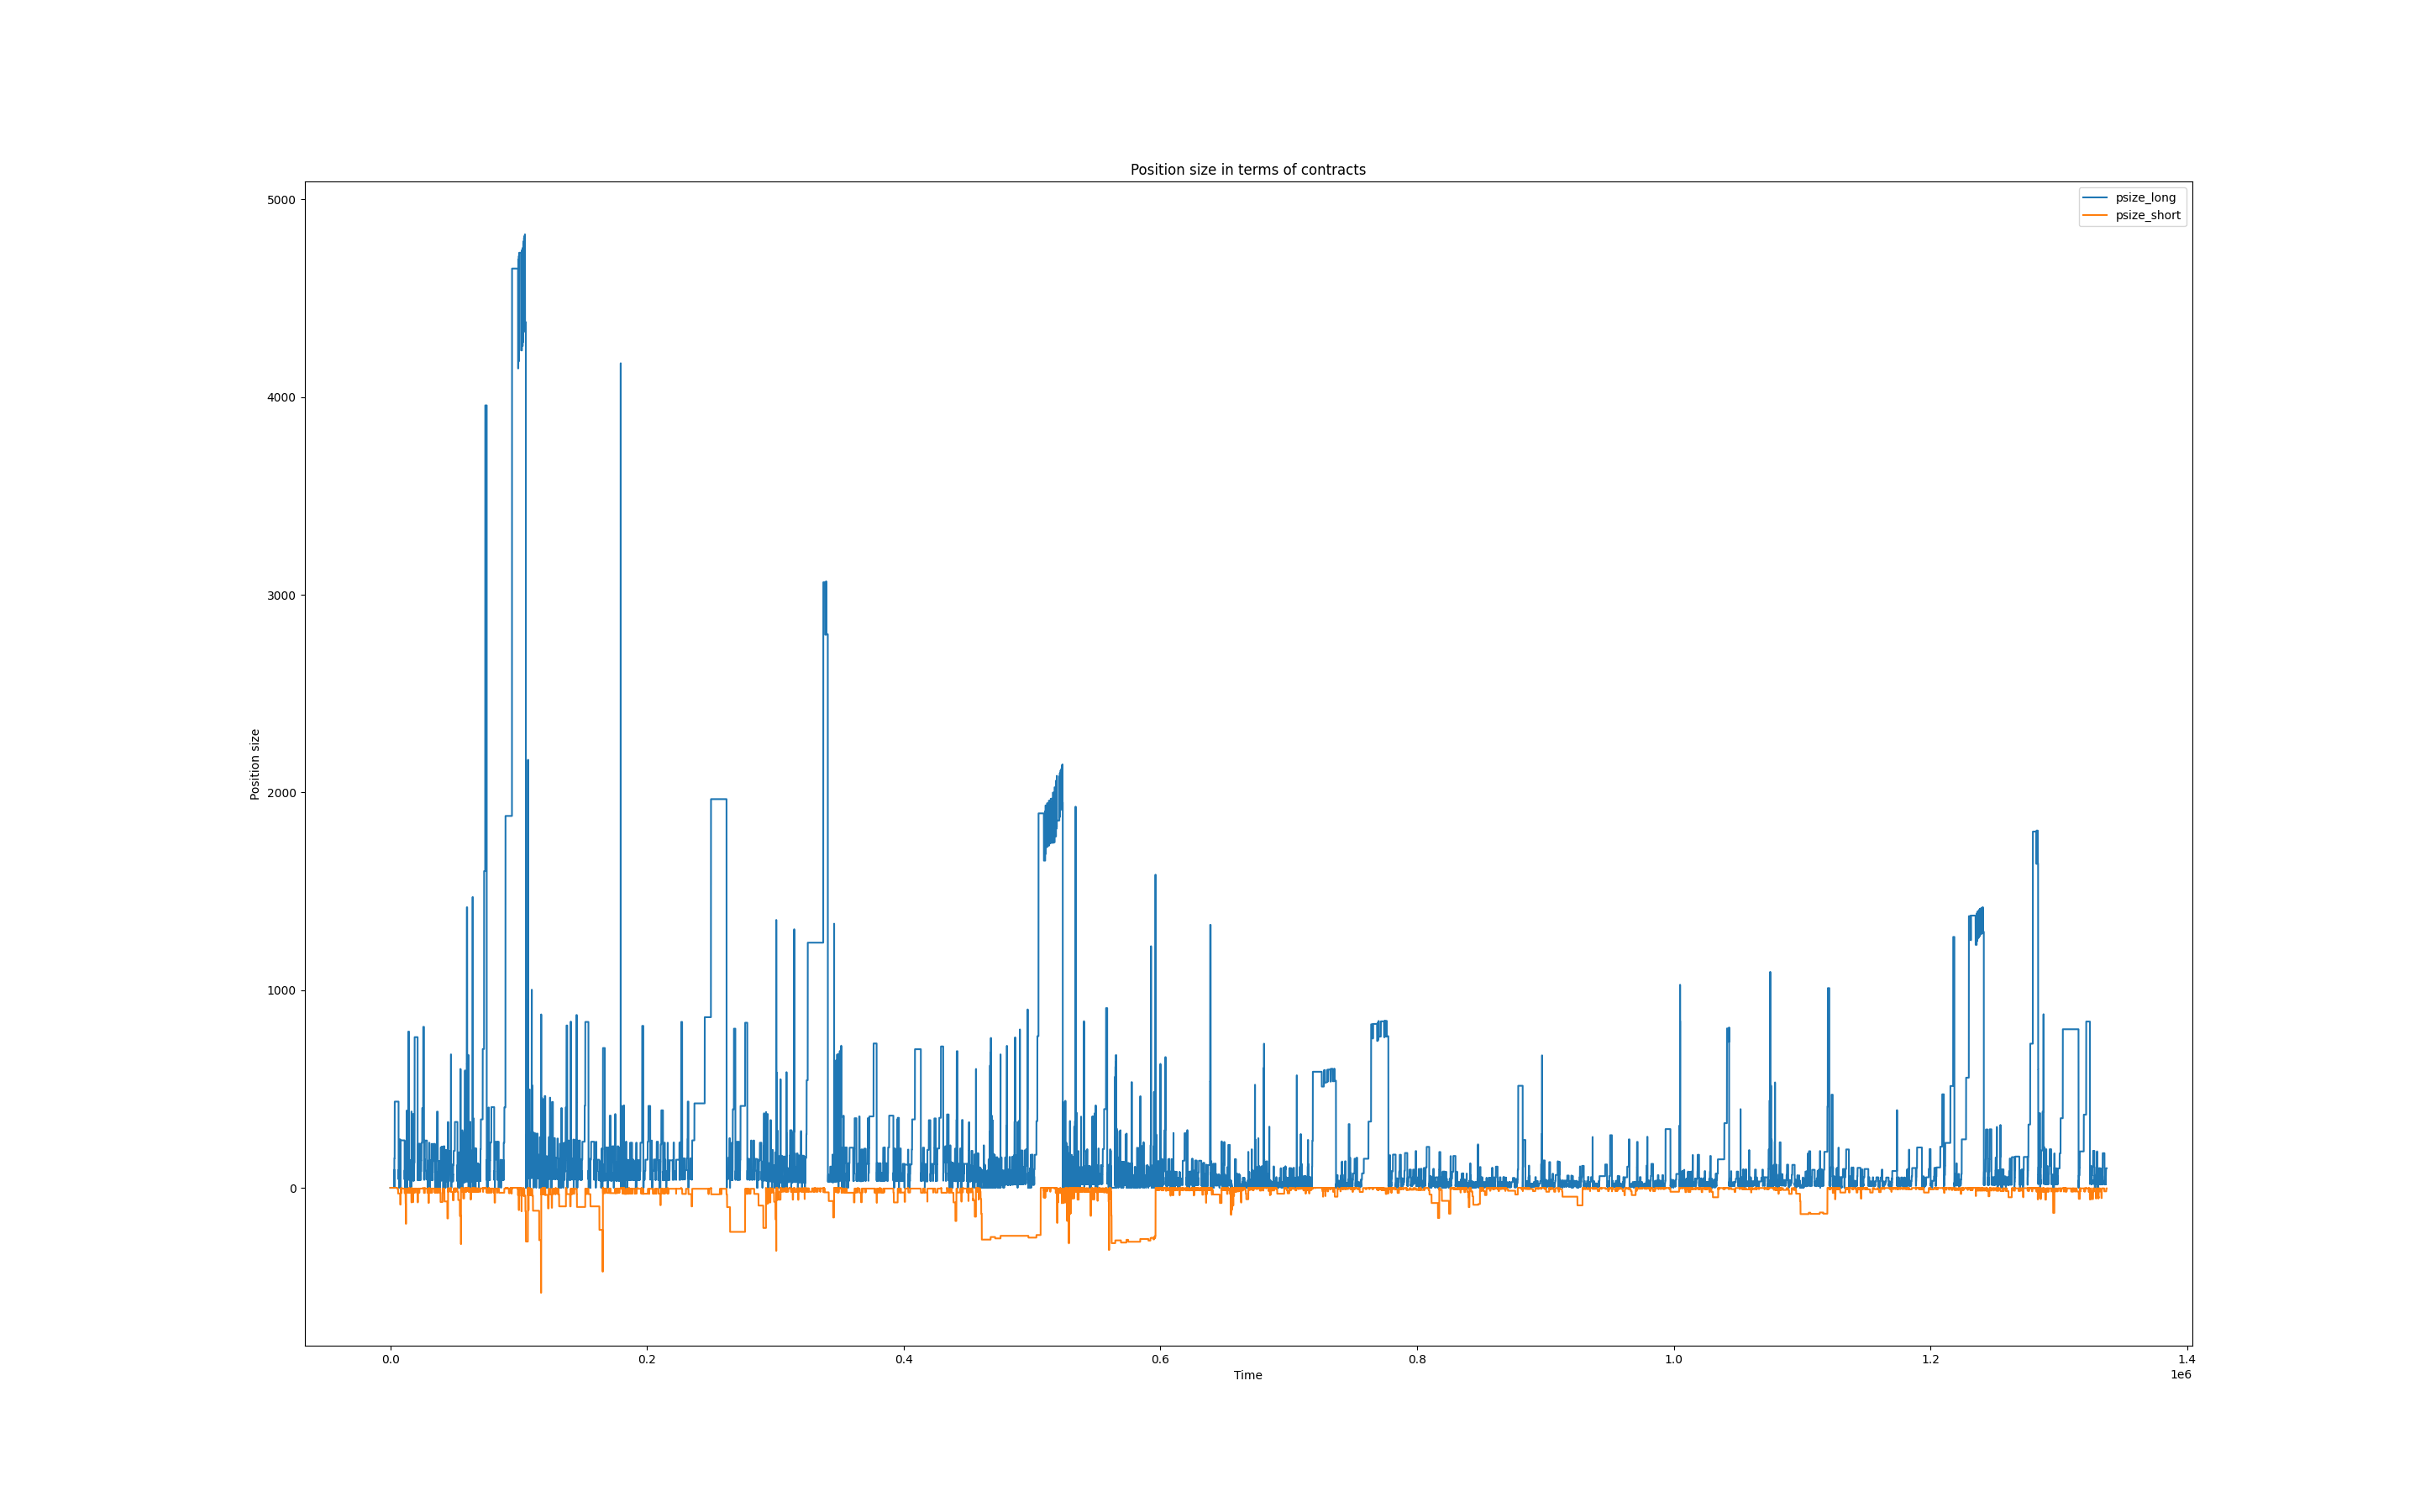 Position size in terms of contracts
psize_long
psize_short
Position size
5000
4000
3000
2000
1000
0
0.0
0.2
0.4
0.6
0.8
1.0
1.2
1.4
Time
1e6